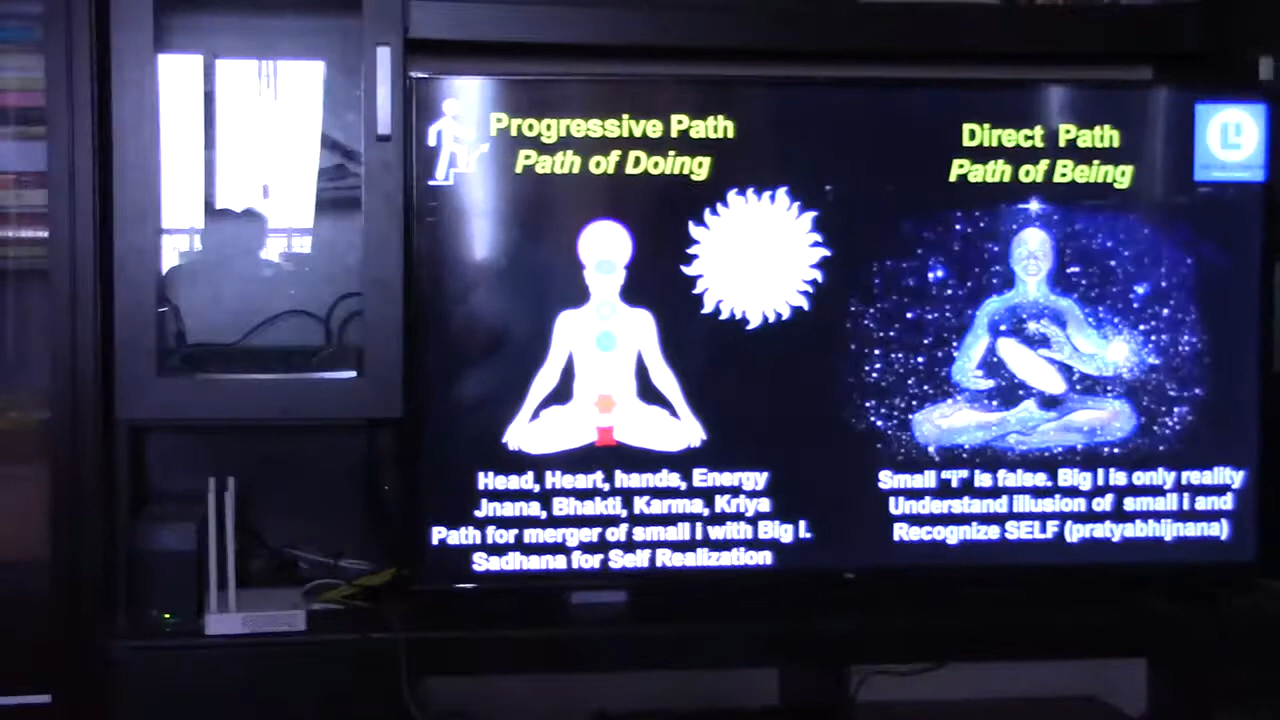 Progressive Path
Path of Doing
Head, Heart, hands, Energy
Jnana, Bhakti, Karma, Kriya
Path for merger of small i with Big I.
Sadhana for Self Realization
Direct Path
Path of Being
Small “i” is false. Big I is only reality
Understand illusion of small i and
Recognize SELF (pratyabhijnana)